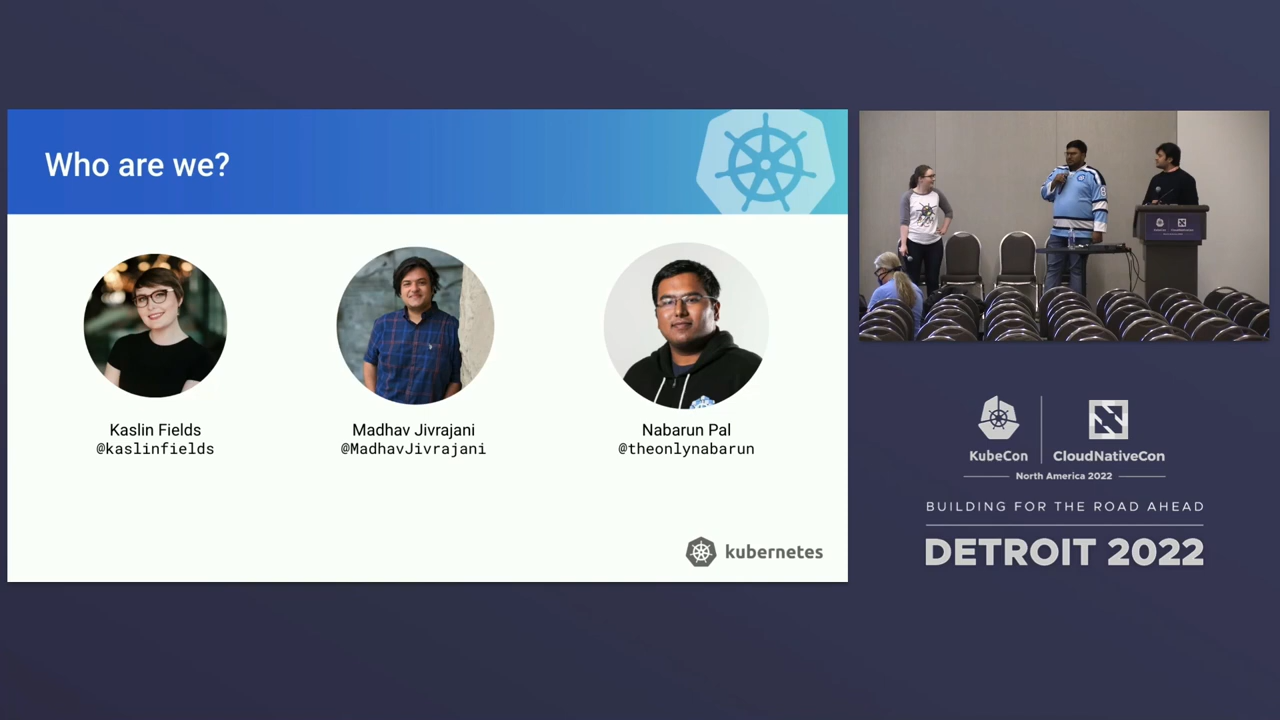 Who are we?
Kaslin Fields
@kaslinfields
Madhav Jivrajani
@MadhavJivrajani
Nabarun Pal
@theonlynabarun
kubernetes
KubeCon
CloudNativeCon
North America 2022
BUILDING FOR THE ROAD AHEAD
DETROIT 2022